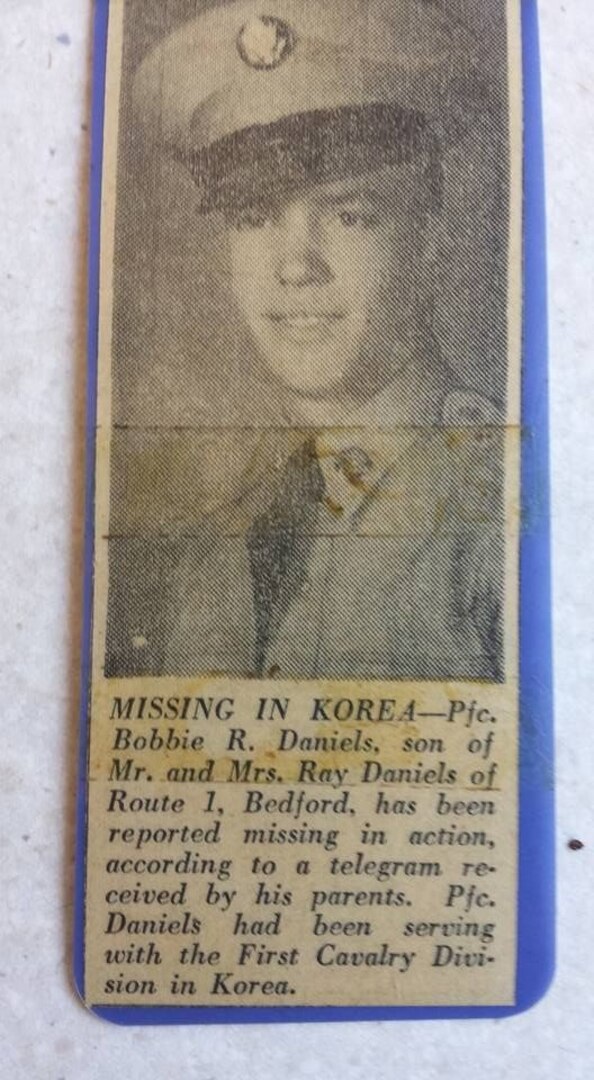 MISSING IN KOREA—Pfc.
Bobbie R. Daniels, son of
Mr. and Mrs. Ray Daniels of
Route 1, Bedford, has been
reported missing in action,
according to a telegram re-
ceived by his parents. Pfc.
Daniels had been serving
with the First Cavalry Divi-
sion in Korea.